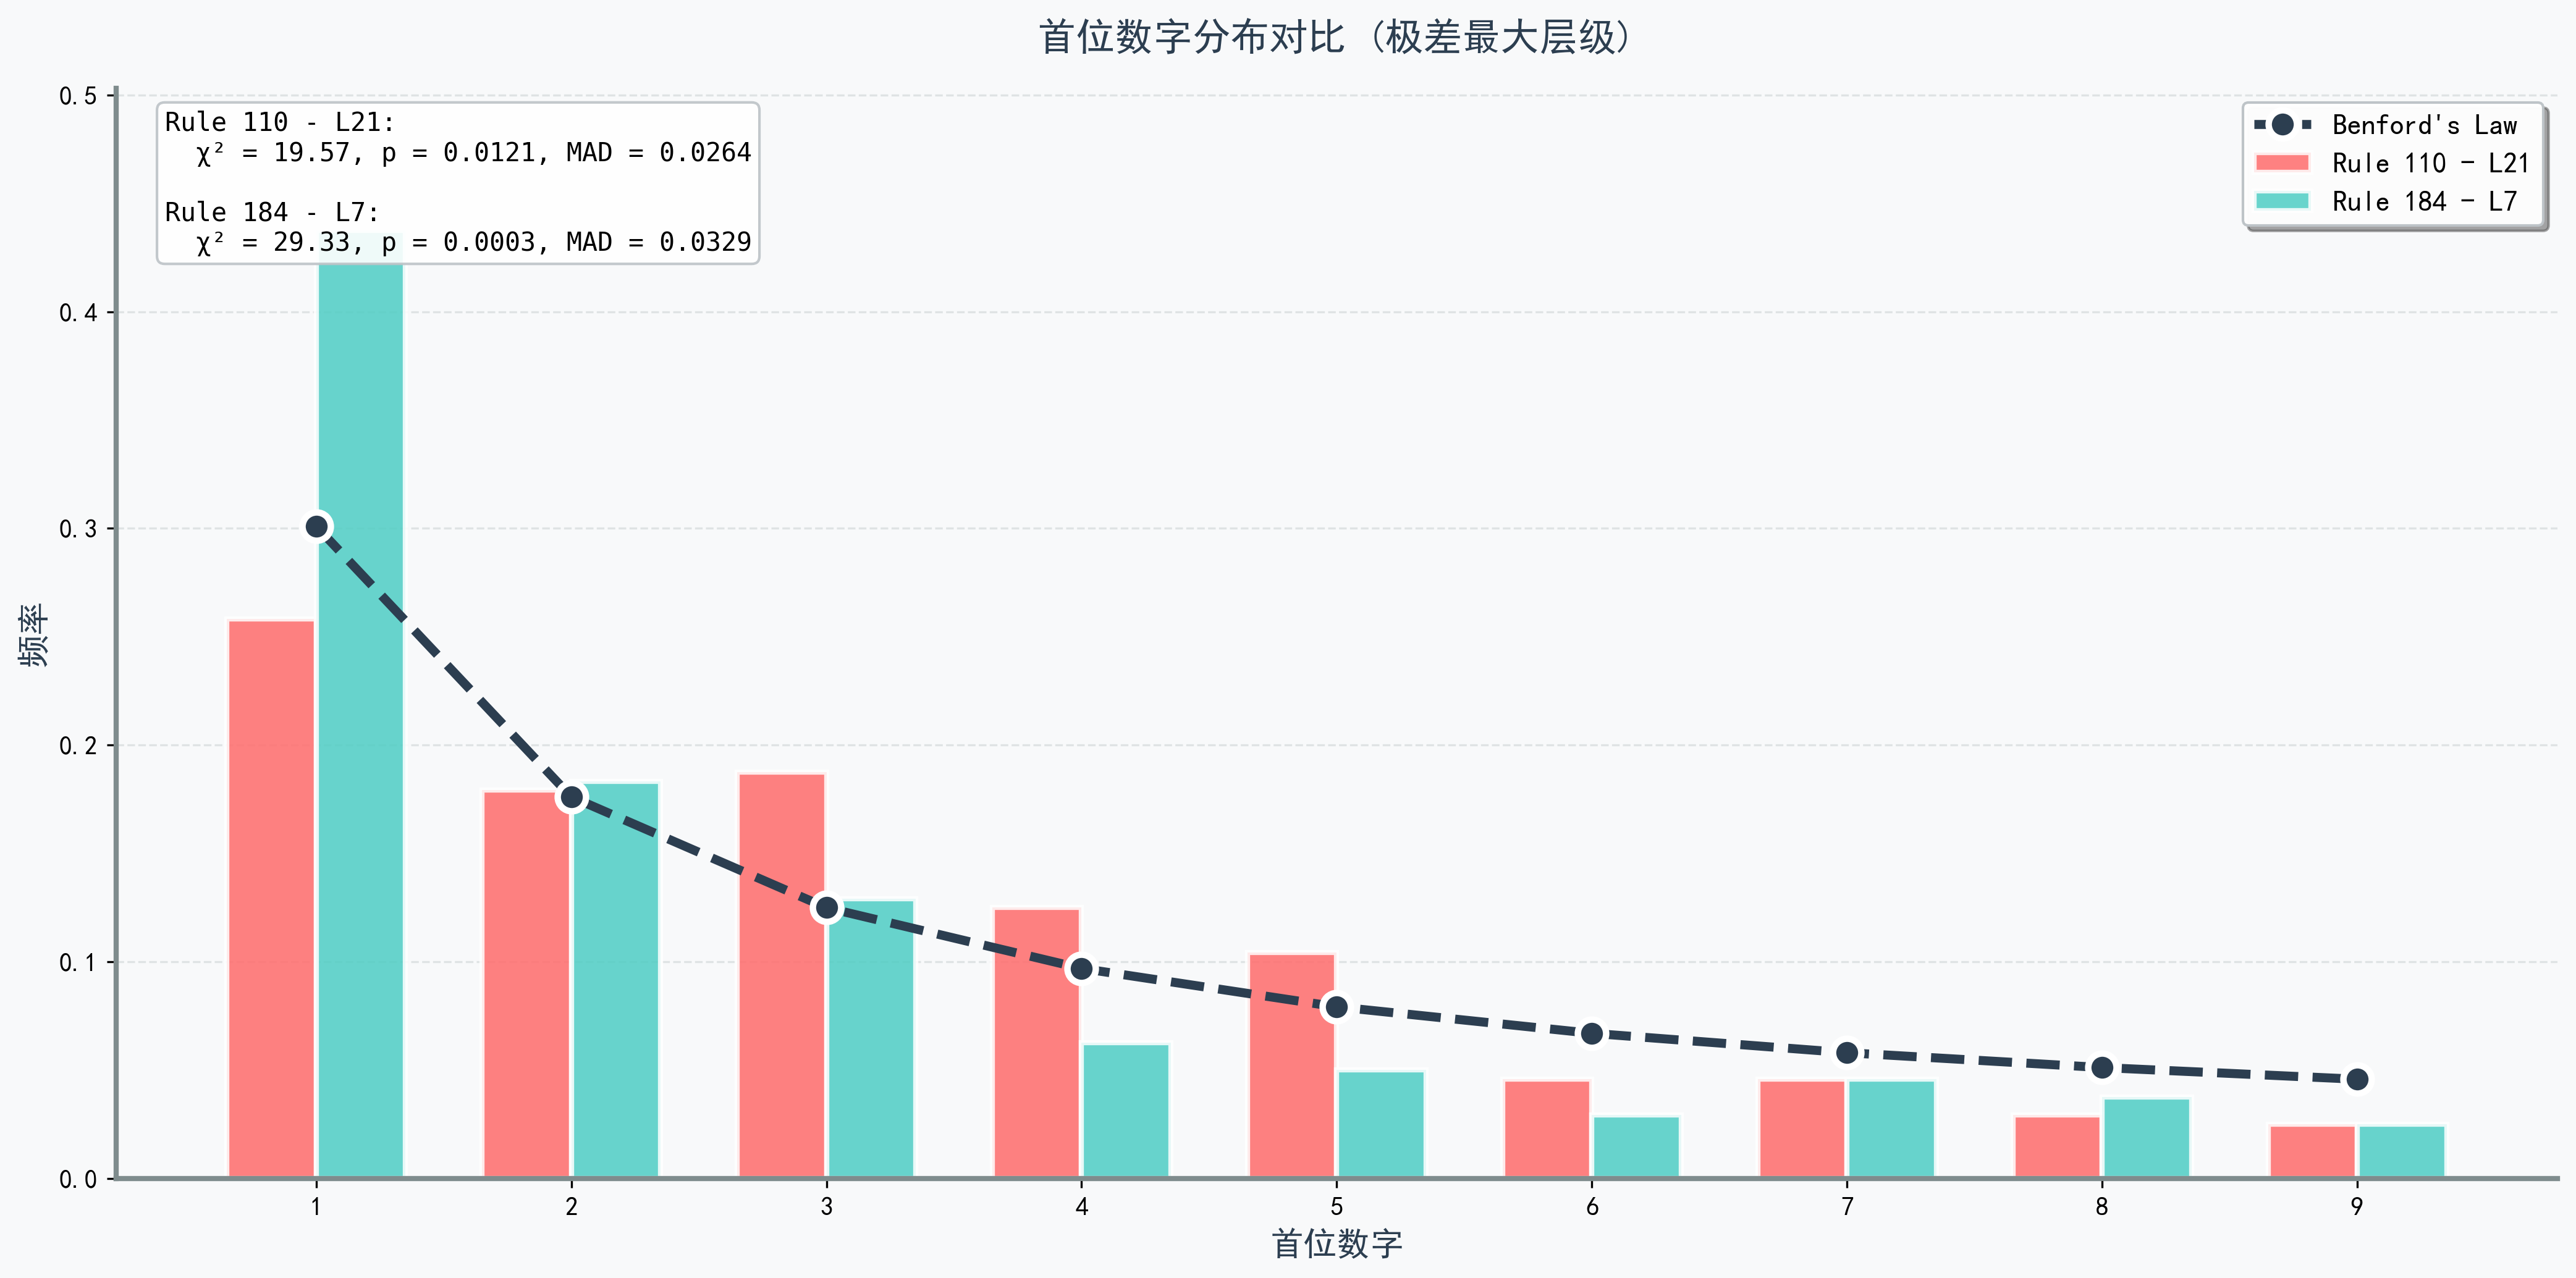 首位数字分布对比 (极差最大层级)
Rule 110 - L21:
χ² = 19.57, p = 0.0121, MAD = 0.0264
Rule 184 - L7:
χ² = 29.33, p = 0.0003, MAD = 0.0329
Benford's Law
Rule 110 - L21
Rule 184 - L7
频率
0.5
0.4
0.3
0.2
0.1
0.0
1 2 3 4 5 6 7 8 9
首位数字